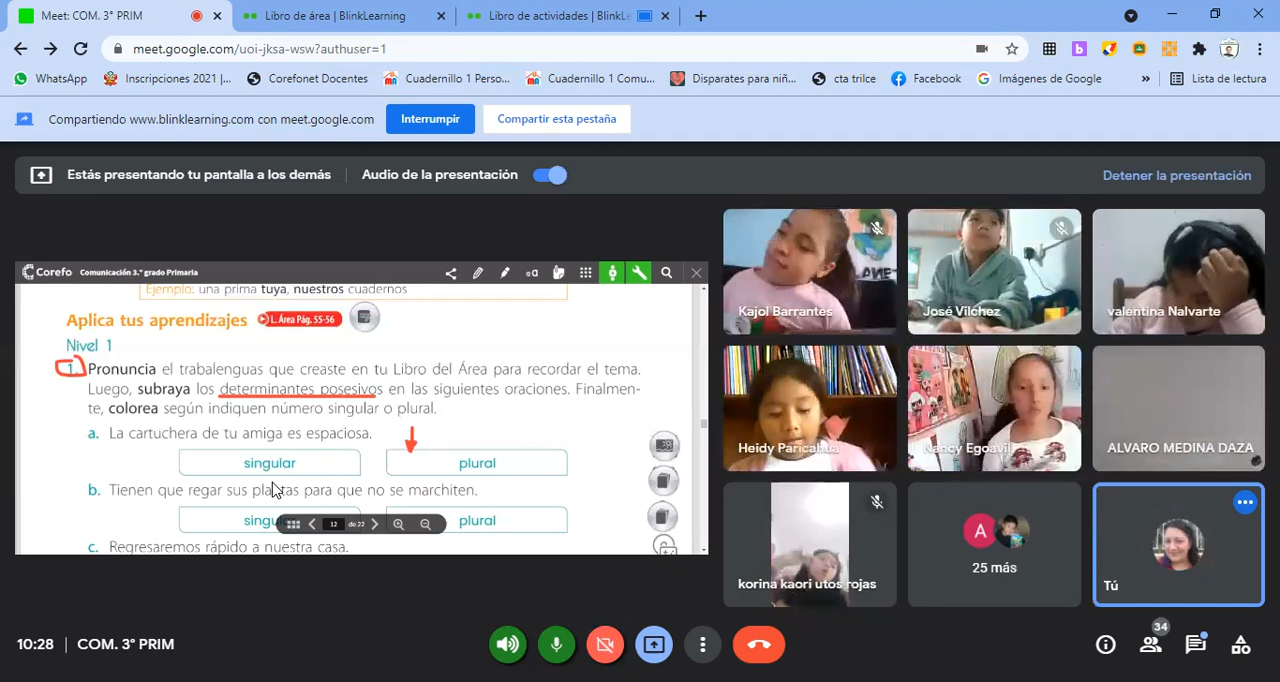 Meet: COM. 3° PRIM
Libro de área | BlinkLearning
Libro de actividades | BlinkL
meet.google.com/uoi-jksa-wsw?authuser=1
WhatsApp
Inscripciones 2021 |...
Corefonet Docentes
Cuadernillo 1 Perso...
Cuadernillo 1 Comu...
Disparates para niñ...
cta trilce
Facebook
Imágenes de Google
»
Lista de lectura
Compartiendo www.blinklearning.com con meet.google.com
Interrumpir
Compartir esta pestaña
Estás presentando tu pantalla a los demás
Audio de la presentación
Detener la presentación
Corefo Comunicación 3.° grado Primaria
Ejemplo: una prima tuya, nuestros cuadernos
Aplica tus aprendizajes
L. Área Pág. 55-56
Nivel 1
1. Pronuncia el trabalenguas que creaste en tu Libro del Área para recordar el tema.
Luego, subraya los determinantes posesivos en las siguientes oraciones. Finalmen-
te, colorea según indiquen número singular o plural.
a. La cartuchera de tu amiga es espaciosa.
singular
plural
b. Tienen que regar sus plantas para que no se marchiten.
singu
plural
12 de 22
c. Regresaremos rápido a nuestra casa.
Kajol Barrantes
José Vilchez
valentina Nalvarte
Heidy Paricahua
Nancy Egoavil
ALVARO MEDINA DAZA
korina kaori utos rojas
A
25 más
Tú
10:28 | COM. 3° PRIM
34